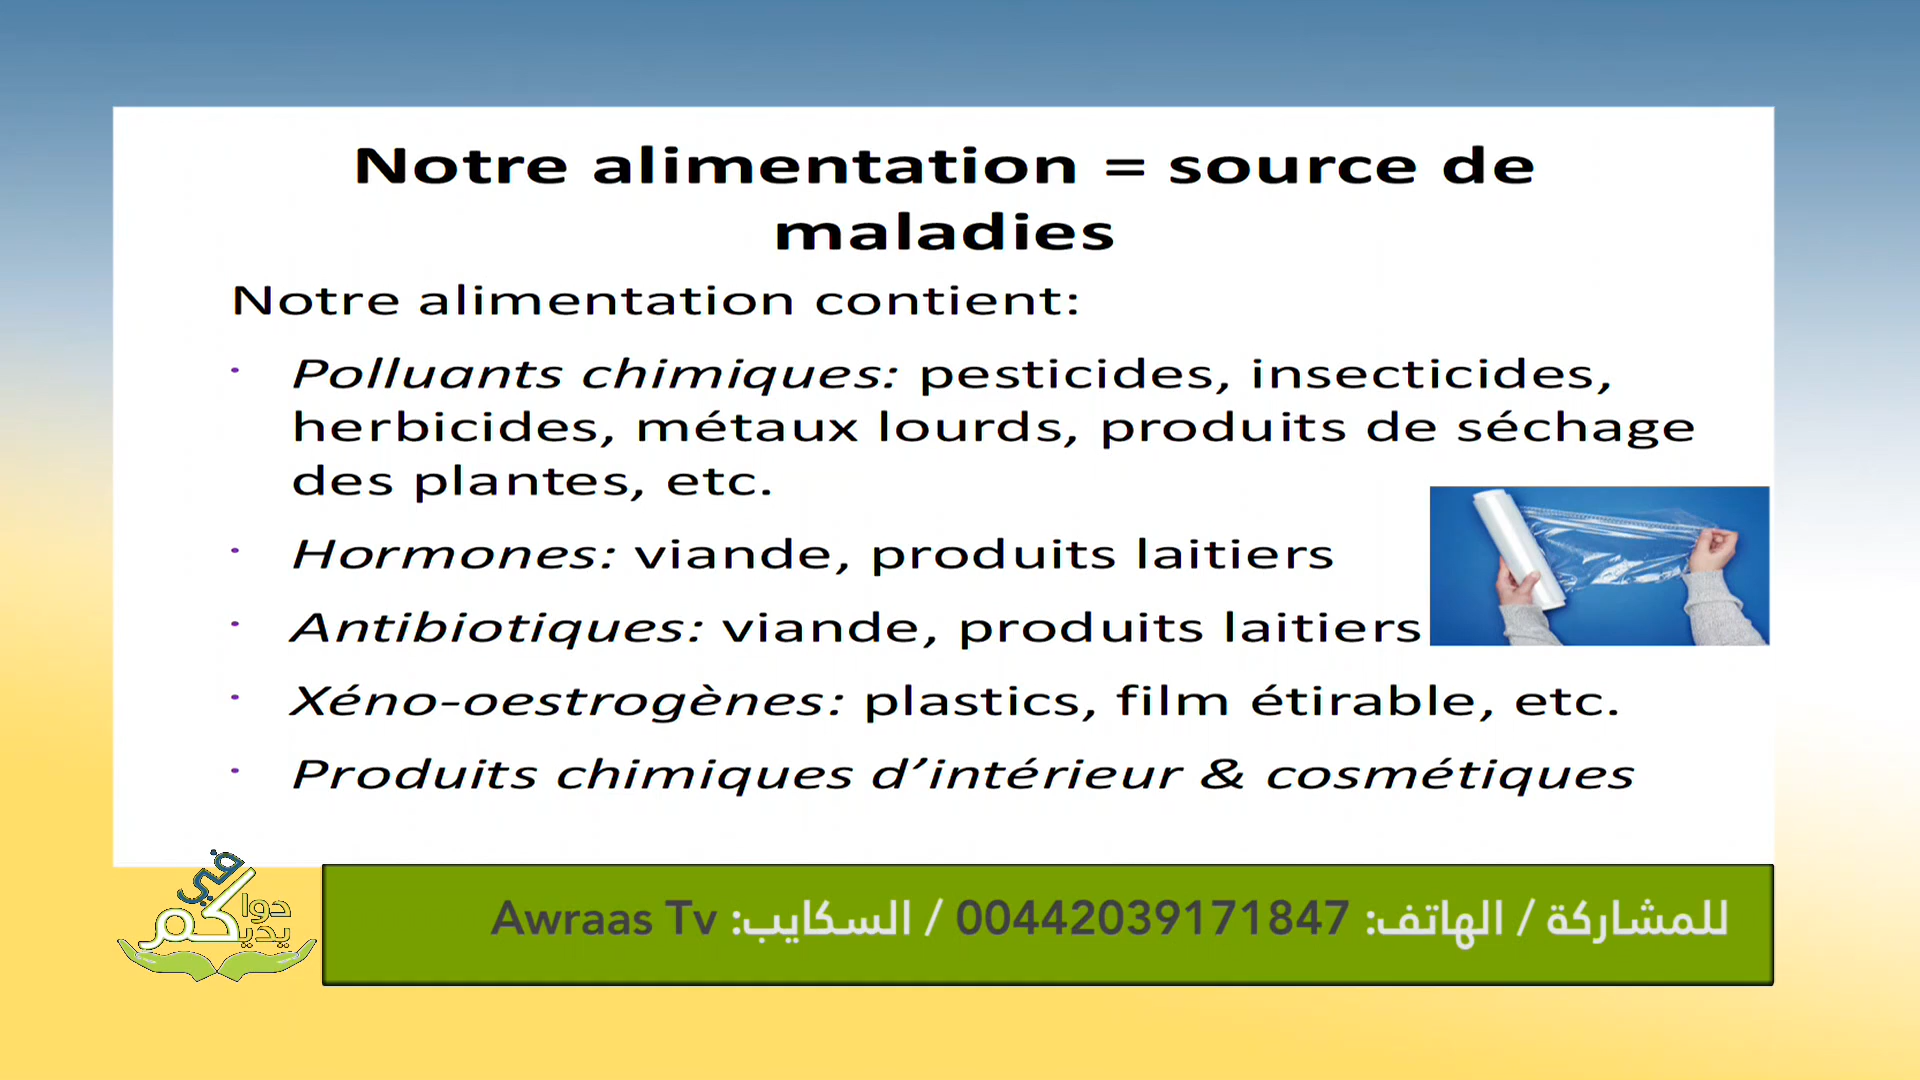 Notre alimentation = source de
maladies
Notre alimentation contient:
· Polluants chimiques: pesticides, insecticides,
herbicides, métaux lourds, produits de séchage
des plantes, etc.
· Hormones: viande, produits laitiers
· Antibiotiques: viande, produits laitiers
· Xéno-oestrogènes: plastics, film étirable, etc.
· Produits chimiques d’intérieur & cosmétiques
دواكم في يديكم
للمشاركة / الهاتف: 00442039171847 / السكايب: Awraas Tv